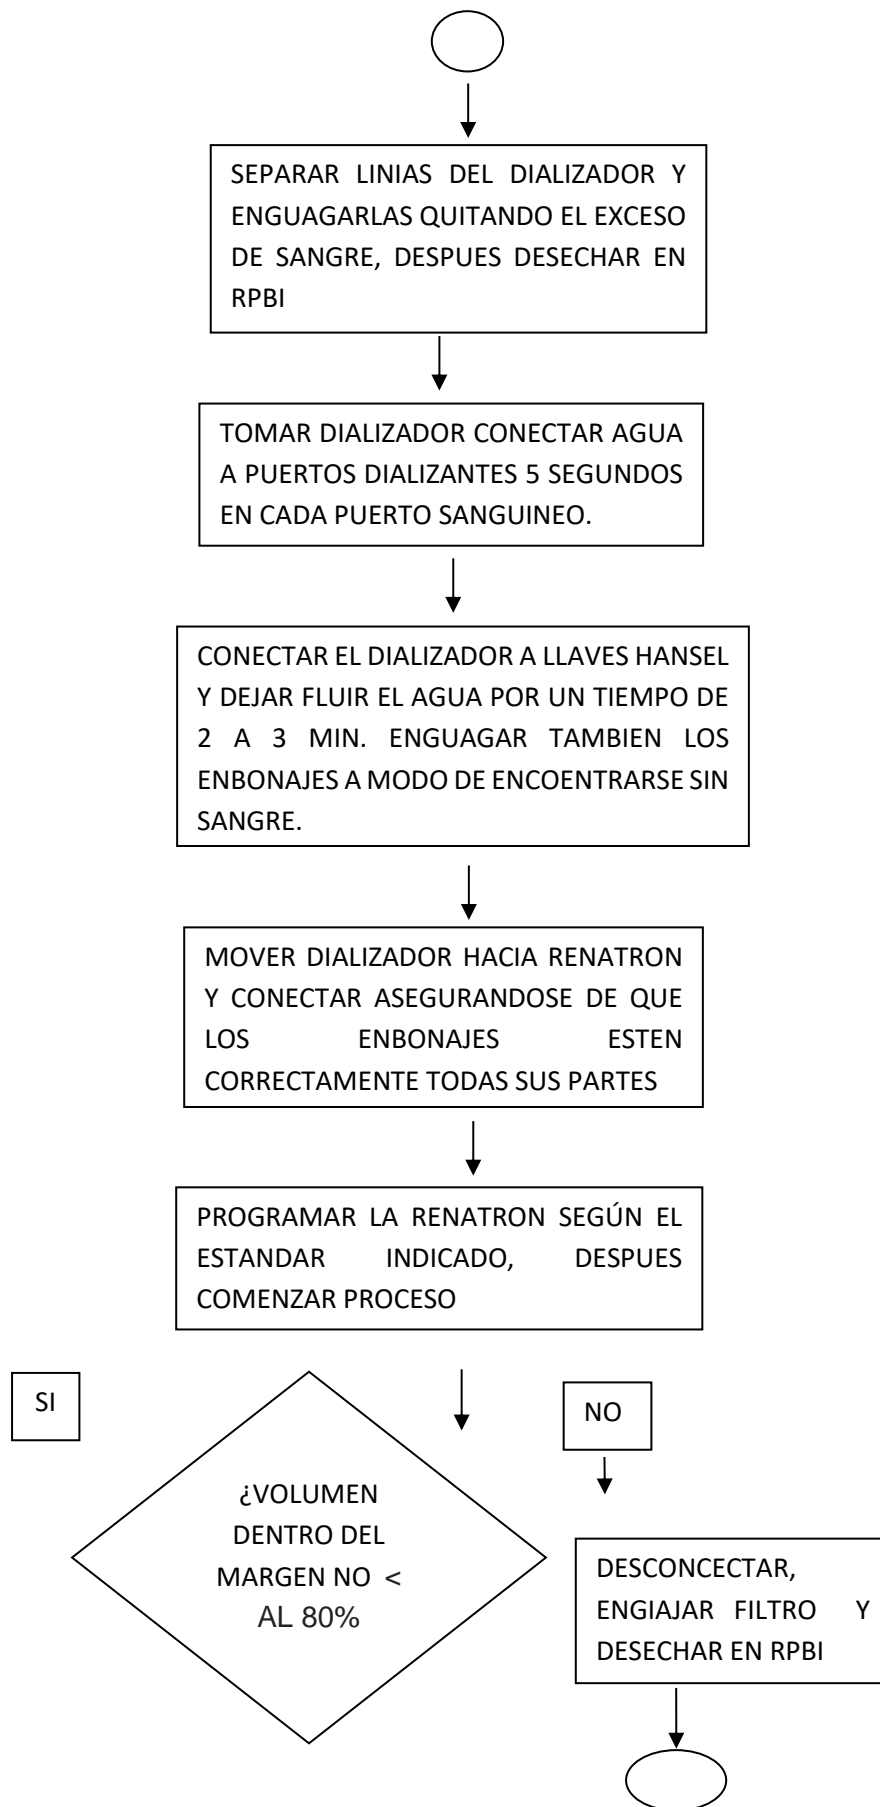 SEPARAR LINIAS DEL DIALIZADOR Y
ENGUAGARLAS QUITANDO EL EXCESO
DE SANGRE, DESPUES DESECHAR EN
RPBI
TOMAR DIALIZADOR CONECTAR AGUA
A PUERTOS DIALIZANTES 5 SEGUNDOS
EN CADA PUERTO SANGUINEO.
CONECTAR EL DIALIZADOR A LLAVES HANSEL
Y DEJAR FLUIR EL AGUA POR UN TIEMPO DE
2 A 3 MIN. ENGUAGAR TAMBIEN LOS
ENBONAJES A MODO DE ENCOENTRARSE SIN
SANGRE.
MOVER DIALIZADOR HACIA RENATRON
Y CONECTAR ASEGURANDOSE DE QUE
LOS ENBONAJES ESTEN
CORRECTAMENTE TODAS SUS PARTES
PROGRAMAR LA RENATRON SEGÚN EL
ESTANDAR INDICADO, DESPUES
COMENZAR PROCESO
SI
NO
¿VOLUMEN
DENTRO DEL
MARGEN NO <
AL 80%
DESCONCECTAR,
ENGIAJAR FILTRO Y
DESECHAR EN RPBI